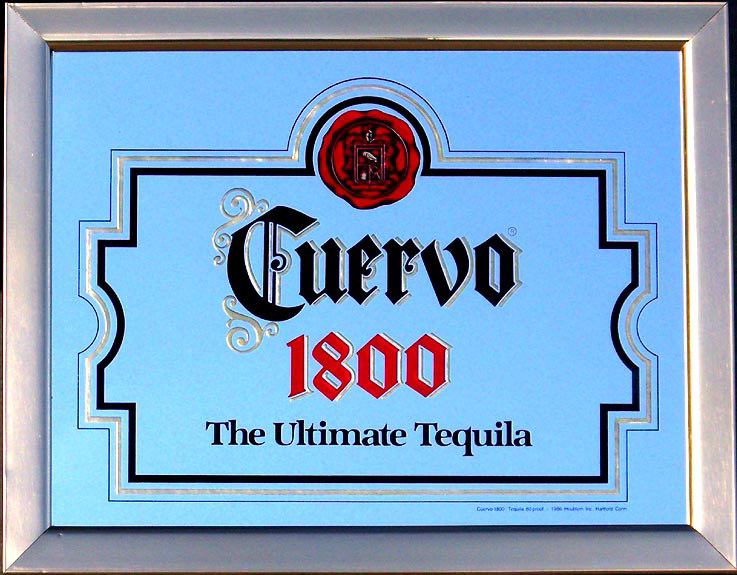 Cuervo®
1800
The Ultimate Tequila
Cuervo 1800® Tequila 80 proof · 1986 Heublein Inc. Hartford Conn.